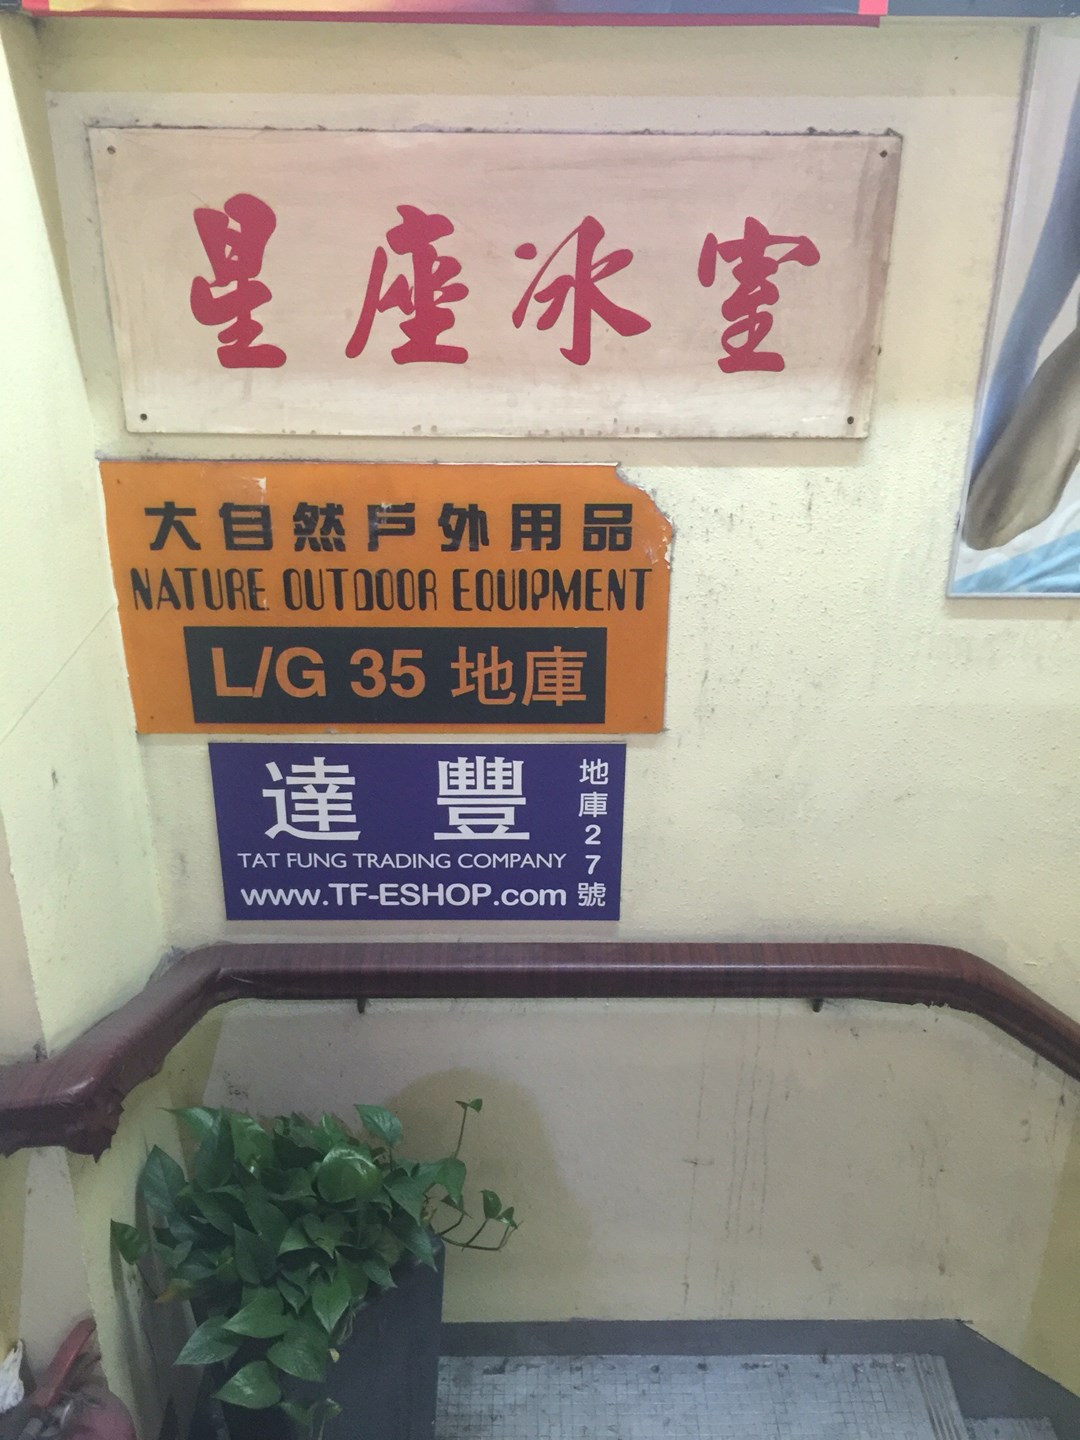 星座冰室
大自然戶外用品
NATURE OUTDOOR EQUIPMENT
L/G 35 地庫
達豐
TAT FUNG TRADING COMPANY
www.TF-ESHOP.com
地庫27號